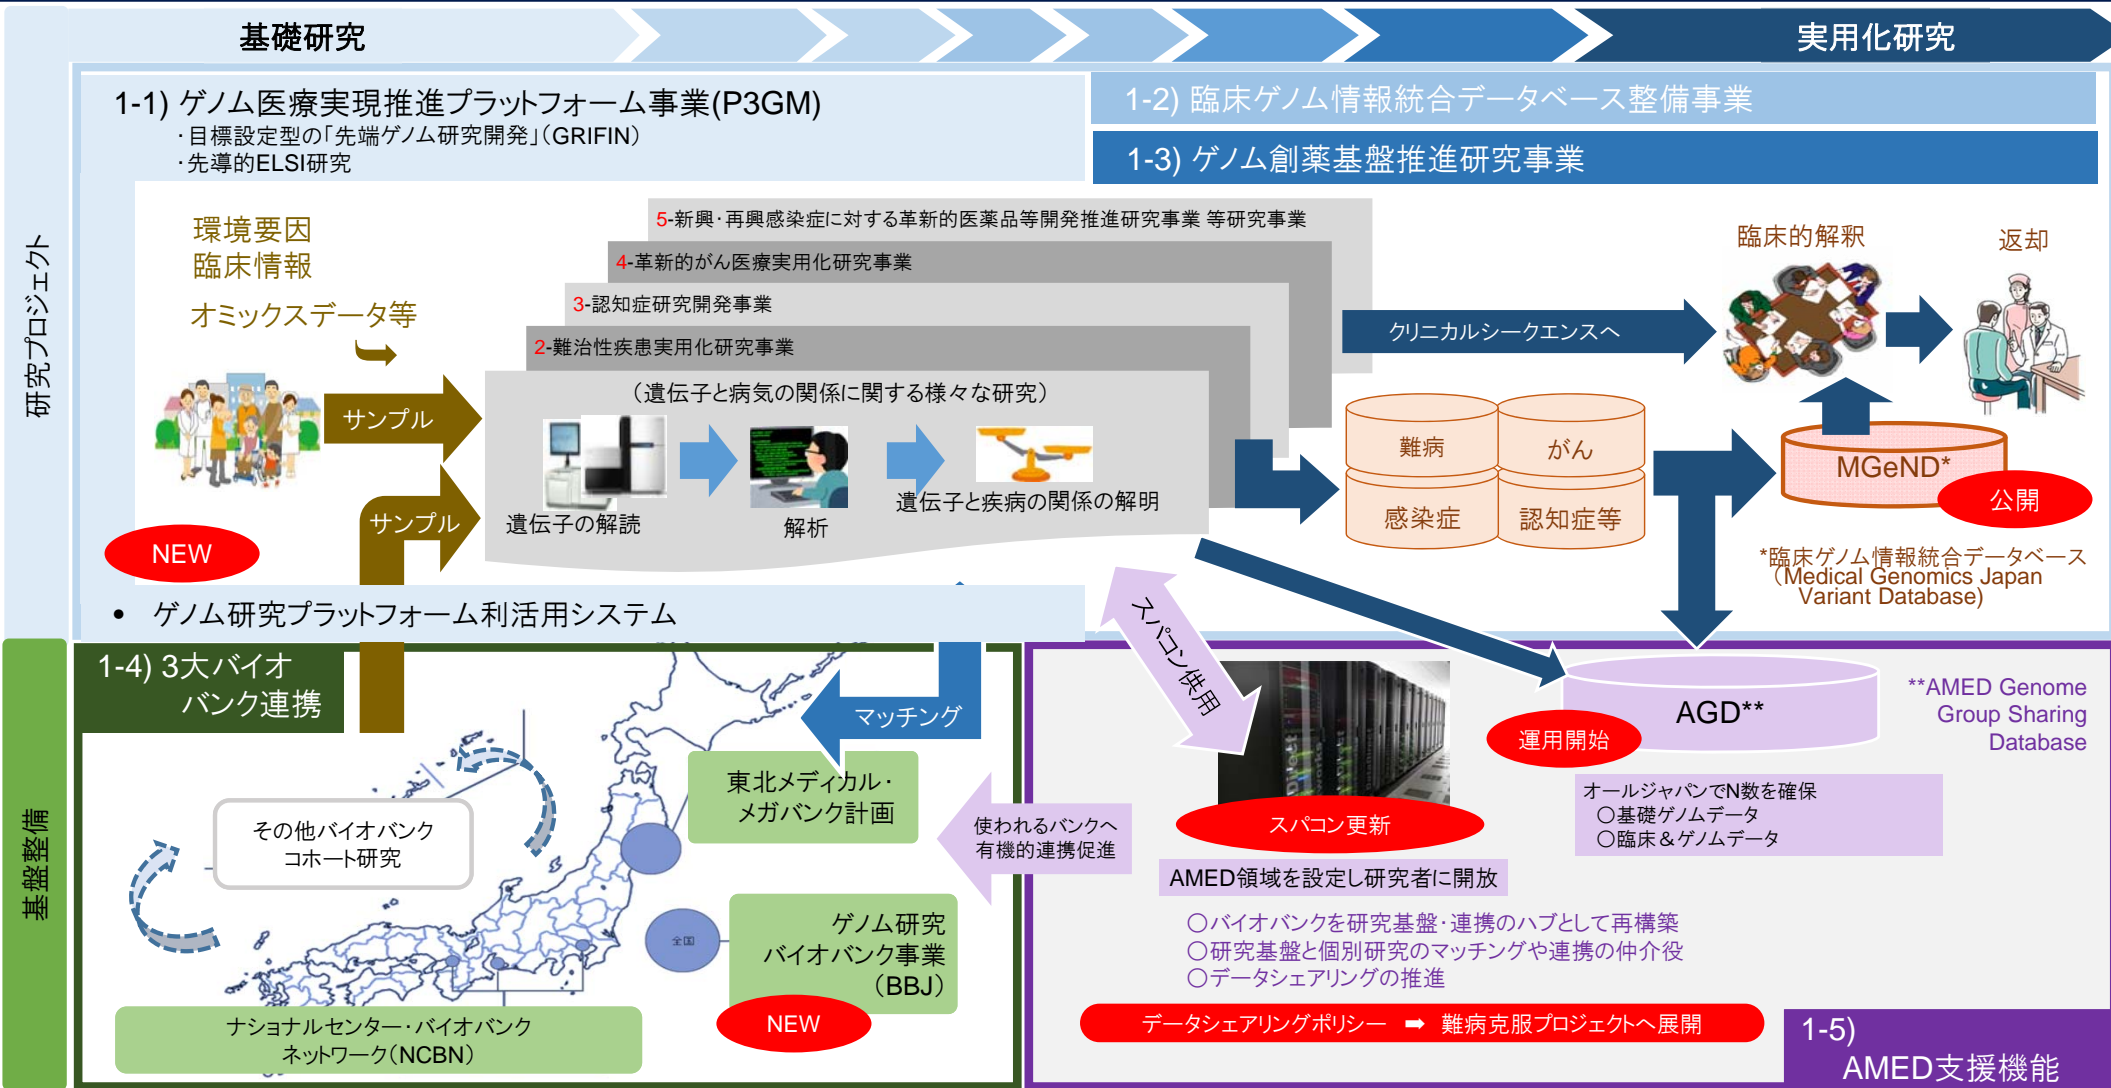 基礎研究
実用化研究
研究プロジェクト
1-1) ゲノム医療実現推進プラットフォーム事業(P3GM)
・目標設定型の「先端ゲノム研究開発」(GRIFIN)
・先導的ELSI研究
1-2) 臨床ゲノム情報統合データベース整備事業
1-3) ゲノム創薬基盤推進研究事業
環境要因
臨床情報
オミックスデータ等
5-新興・再興感染症に対する革新的医薬品等開発推進研究事業 等研究事業
4-革新的がん医療実用化研究事業
3-認知症研究開発事業
2-難治性疾患実用化研究事業
(遺伝子と病気の関係に関する様々な研究)
サンプル
サンプル
遺伝子の解読
解析
遺伝子と疾病の関係の解明
クリニカルシークエンスへ
臨床的解釈
返却
難病
がん
感染症
認知症等
MGeND*
公開
*臨床ゲノム情報統合データベース
(Medical Genomics Japan
Variant Database)
NEW
• ゲノム研究プラットフォーム利活用システム
基盤整備
1-4) 3大バイオ
バンク連携
マッチング
スパコン供用
東北メディカル・
メガバンク計画
その他バイオバンク
コホート研究
使われるバンクへ
有機的連携促進
全国
ゲノム研究
バイオバンク事業
(BBJ)
NEW
ナショナルセンター・バイオバンク
ネットワーク(NCBN)
AGD**
運用開始
**AMED Genome
Group Sharing
Database
オールジャパンでN数を確保
○基礎ゲノムデータ
○臨床＆ゲノムデータ
スパコン更新
AMED領域を設定し研究者に開放
○バイオバンクを研究基盤・連携のハブとして再構築
○研究基盤と個別研究のマッチングや連携の仲介役
○データシェアリングの推進
データシェアリングポリシー ➡ 難病克服プロジェクトへ展開
1-5)
AMED支援機能